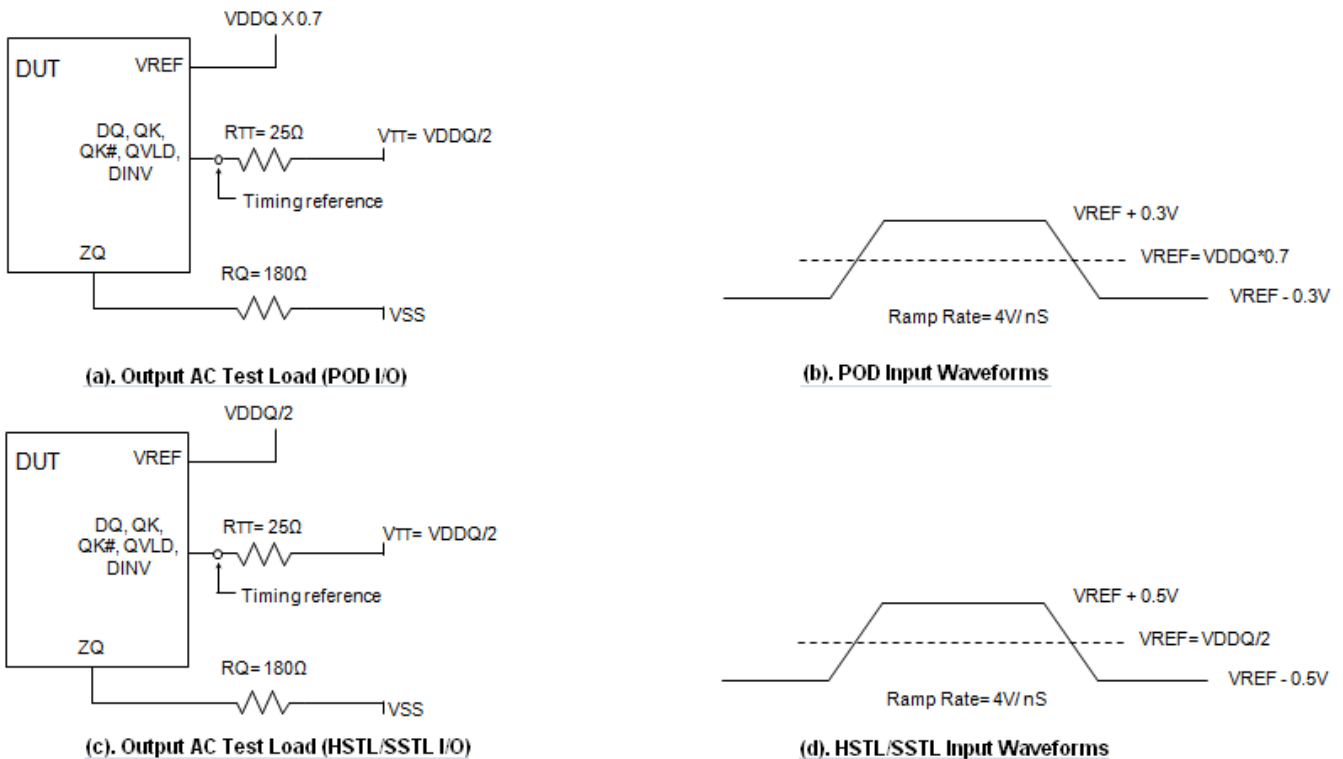 VDDQ X 0.7
DUT
VREF
DQ, QK,
QK#, QVLD,
DINV
RTT= 25Ω
VTT= VDDQ/2
Timing reference
ZQ
RQ= 180Ω
VSS
(a). Output AC Test Load (POD I/O)
VREF + 0.3V
VREF= VDDQ*0.7
VREF - 0.3V
Ramp Rate= 4V/ nS
(b). POD Input Waveforms
VDDQ/2
DUT
VREF
DQ, QK,
QK#, QVLD,
DINV
RTT= 25Ω
VTT= VDDQ/2
Timing reference
ZQ
RQ= 180Ω
VSS
(c). Output AC Test Load (HSTL/SSTL I/O)
VREF + 0.5V
VREF= VDDQ/2
VREF - 0.5V
Ramp Rate= 4V/ nS
(d). HSTL/SSTL Input Waveforms